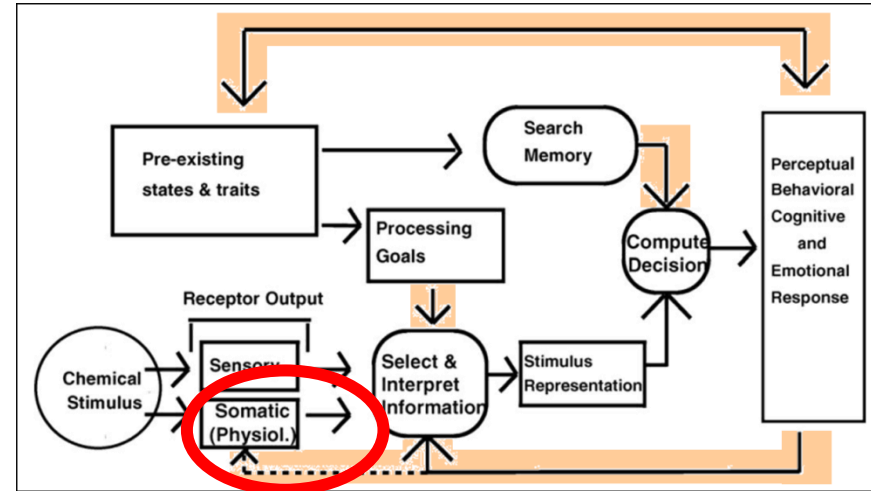 Search
Memory
Pre-existing
states & traits
Perceptual
Behavioral
Cognitive
and
Emotional
Response
Processing
Goals
Compute
Decision
Receptor Output
Chemical
Stimulus
Sensory
Somatic
(Physiol.)
Select &
Interpret
Information
Stimulus
Representation